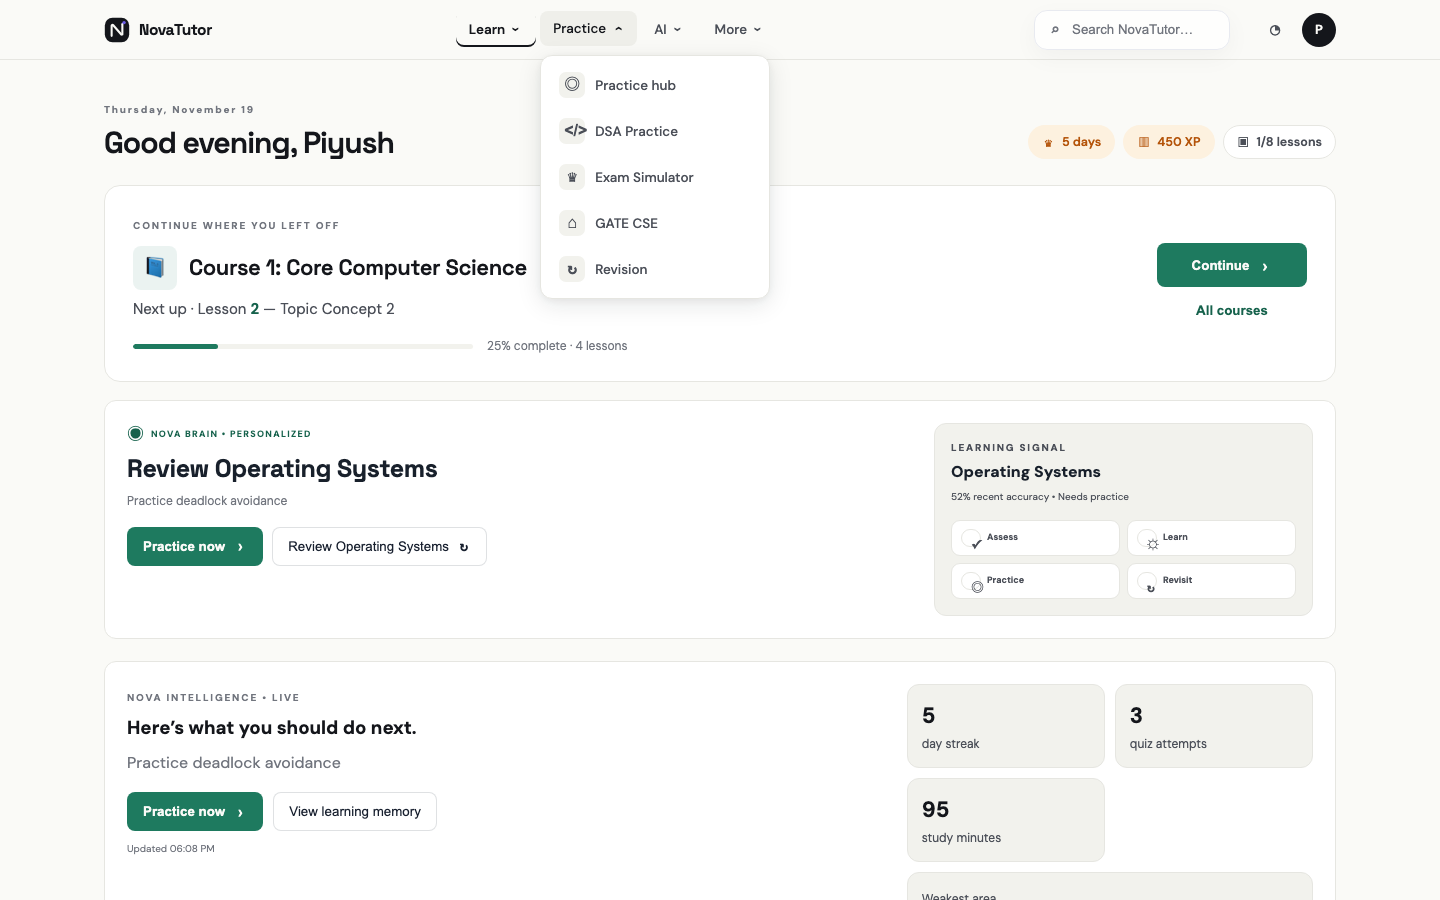 N NovaTutor
Learn
Practice
AI
More
Search NovaTutor...
P
Practice hub
</> DSA Practice
Exam Simulator
GATE CSE
Revision
Thursday, November 19
Good evening, Piyush
5 days
450 XP
1/8 lessons
CONTINUE WHERE YOU LEFT OFF
Course 1: Core Computer Science
Next up · Lesson 2 — Topic Concept 2
25% complete · 4 lessons
Continue ›
All courses
NOVA BRAIN • PERSONALIZED
Review Operating Systems
Practice deadlock avoidance
Practice now ›
Review Operating Systems ↻
LEARNING SIGNAL
Operating Systems
52% recent accuracy • Needs practice
Assess
Learn
Practice
Revisit
NOVA INTELLIGENCE • LIVE
Here's what you should do next.
Practice deadlock avoidance
Practice now ›
View learning memory
Updated 06:08 PM
5
day streak
3
quiz attempts
95
study minutes
Weakest area